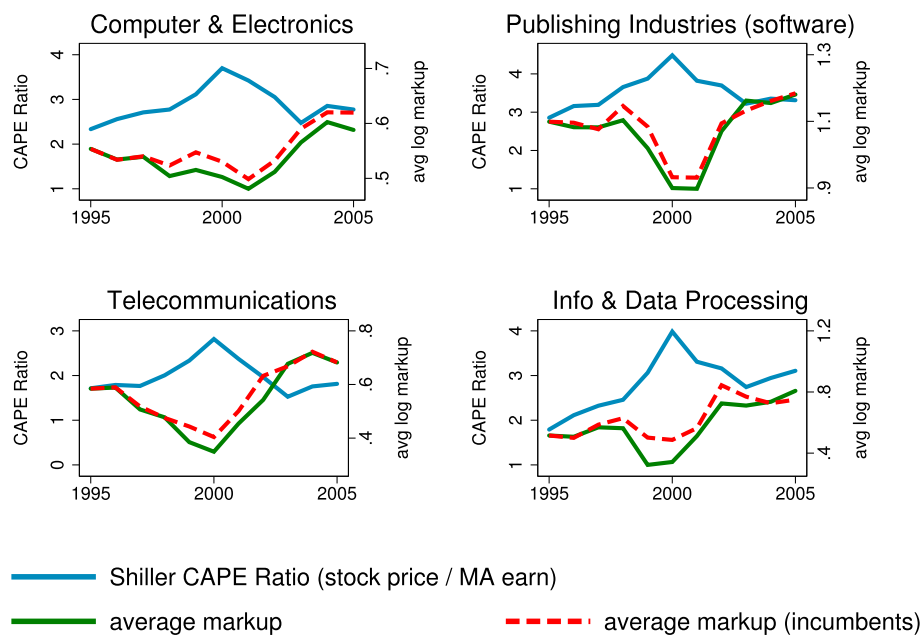 Computer & Electronics
CAPE Ratio
4
3
2
1
.7
.6
.5
avg log markup
1995
2000
2005
Publishing Industries (software)
CAPE Ratio
4
3
2
1
1.3
1.1
.9
avg log markup
1995
2000
2005
Telecommunications
CAPE Ratio
3
2
1
0
.8
.6
.4
avg log markup
1995
2000
2005
Info & Data Processing
CAPE Ratio
4
3
2
1
1.2
.8
.4
avg log markup
1995
2000
2005
Shiller CAPE Ratio (stock price / MA earn)
average markup
average markup (incumbents)